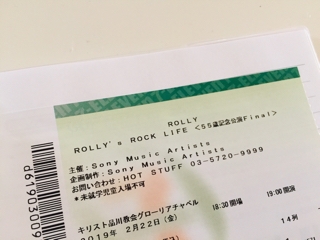 ROLLY
ROLLY's ROCK LIFE <55歳記念公演Final>
主催：Sony Music Artists
企画制作：Sony Music Artists
お問い合わせ：HOT STUFF 03-5720-9999
*未就学児童入場不可
キリスト品川教会グローリアチャペル
2019年 2月22日（金） 18:30開場 19:00開演
14列
d61903009